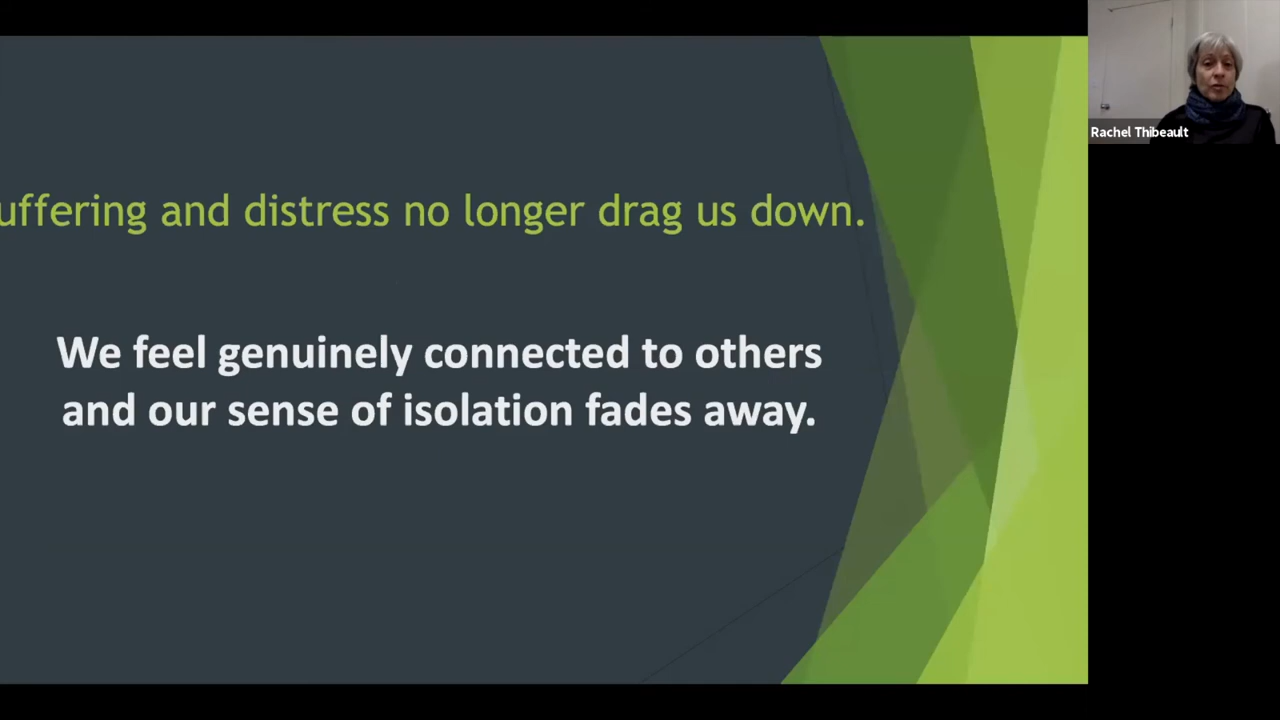 uffering and distress no longer drag us down.
We feel genuinely connected to others
and our sense of isolation fades away.
Rachel Thibeault